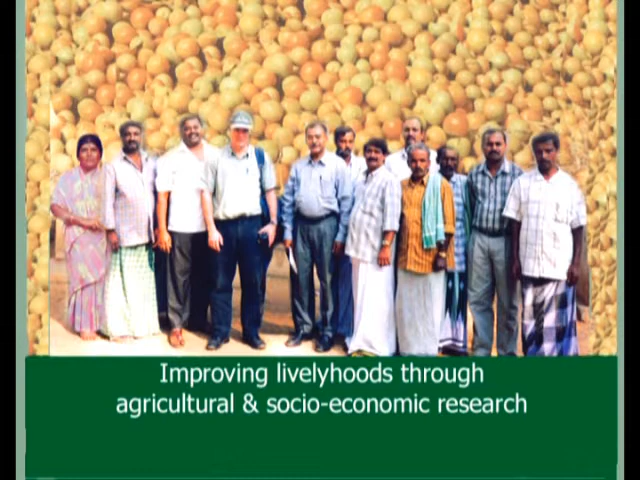 Improving livelyhoods through
agricultural & socio-economic research